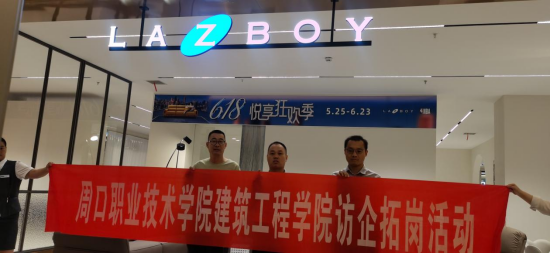 LAZBOY
618 悦享狂欢季 5.25-6.23
周口职业技术学院建筑工程学院访企拓岗活动